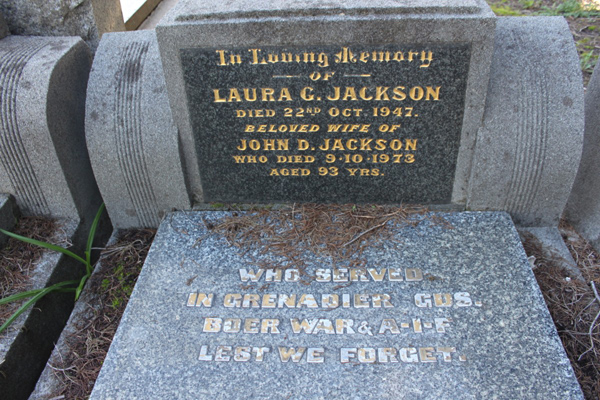 In Loving Memory
OF
LAURA G. JACKSON
DIED 22ND OCT. 1947.
BELOVED WIFE OF
JOHN D. JACKSON
WHO DIED 9-10-1973
AGED 93 YRS.
WHO SERVED
IN GRENADIER GDS.
BOER WAR & A-I-F
LEST WE FORGET.